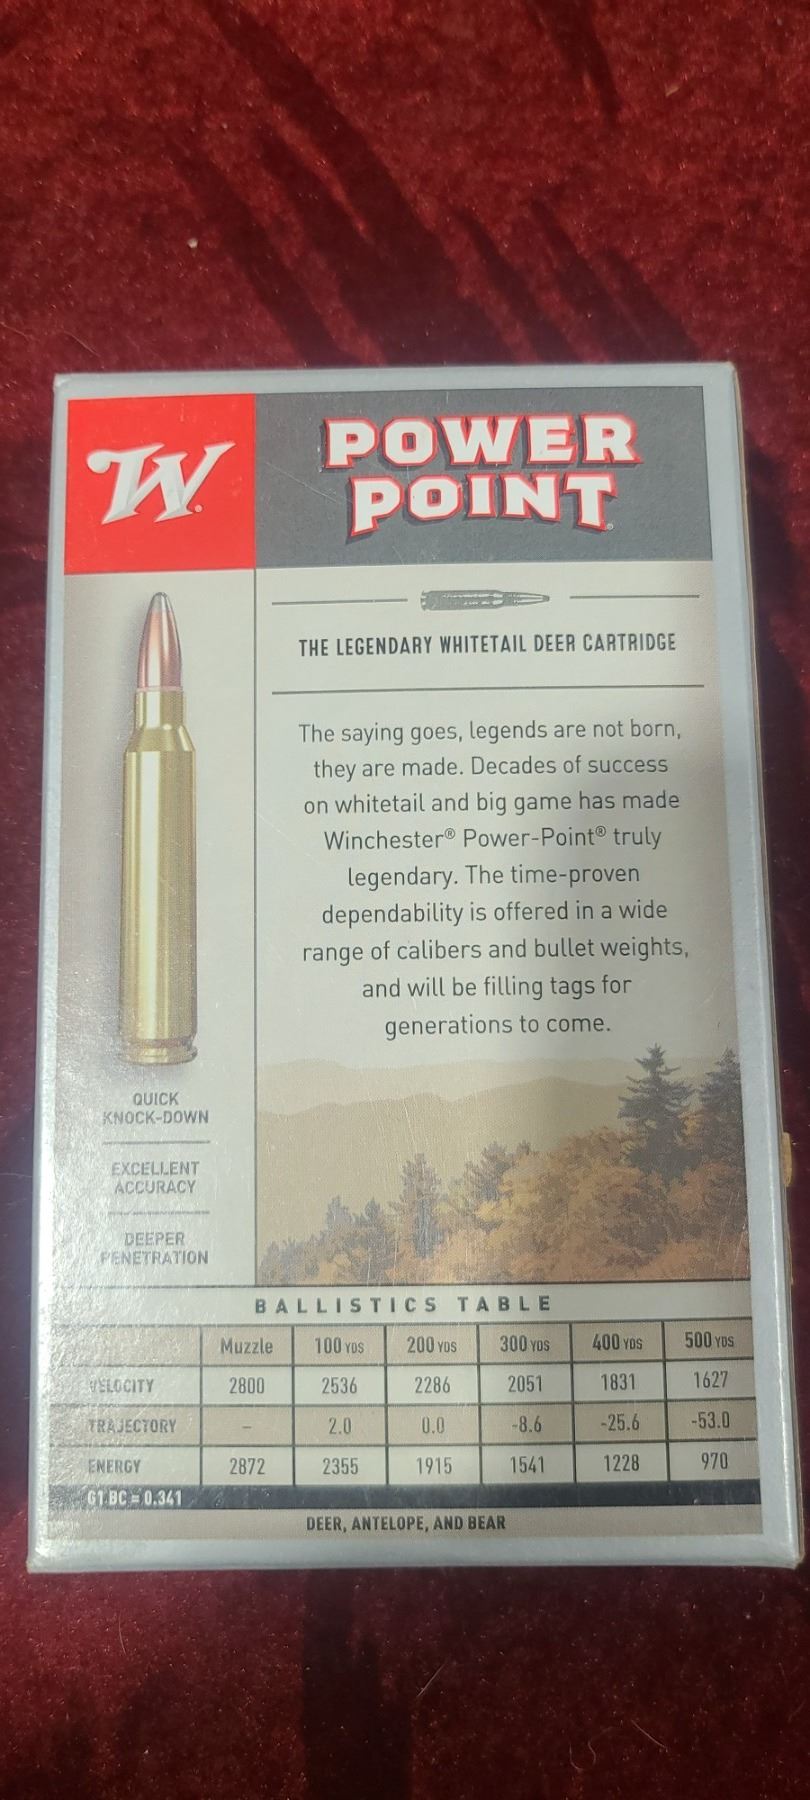 W.
POWER
POINT
THE LEGENDARY WHITETAIL DEER CARTRIDGE
The saying goes, legends are not born,
they are made. Decades of success
on whitetail and big game has made
Winchester® Power-Point® truly
legendary. The time-proven
dependability is offered in a wide
range of calibers and bullet weights,
and will be filling tags for
generations to come.
QUICK
KNOCK-DOWN
EXCELLENT
ACCURACY
DEEPER
PENETRATION
BALLISTICS TABLE
Muzzle 100 YDS 200 YDS 300 YDS 400 YDS 500 YDS
VELOCITY 2800 2536 2286 2051 1831 1627
TRAJECTORY – 2.0 0.0 -8.6 -25.6 -53.0
ENERGY 2872 2355 1915 1541 1228 970
G1 BC = 0.341
DEER, ANTELOPE, AND BEAR